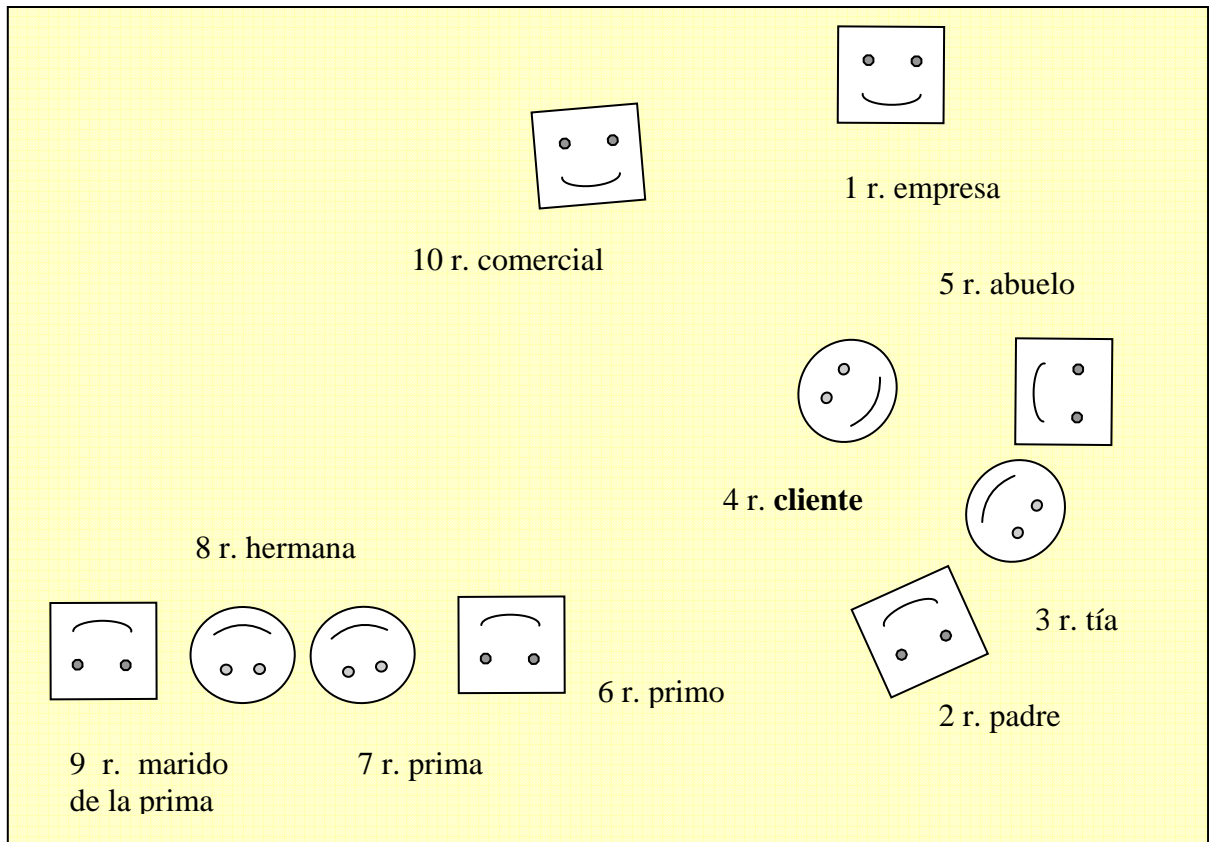 1 r. empresa
10 r. comercial
5 r. abuelo
4 r. cliente
8 r. hermana
3 r. tía
6 r. primo
2 r. padre
9 r. marido
de la prima
7 r. prima